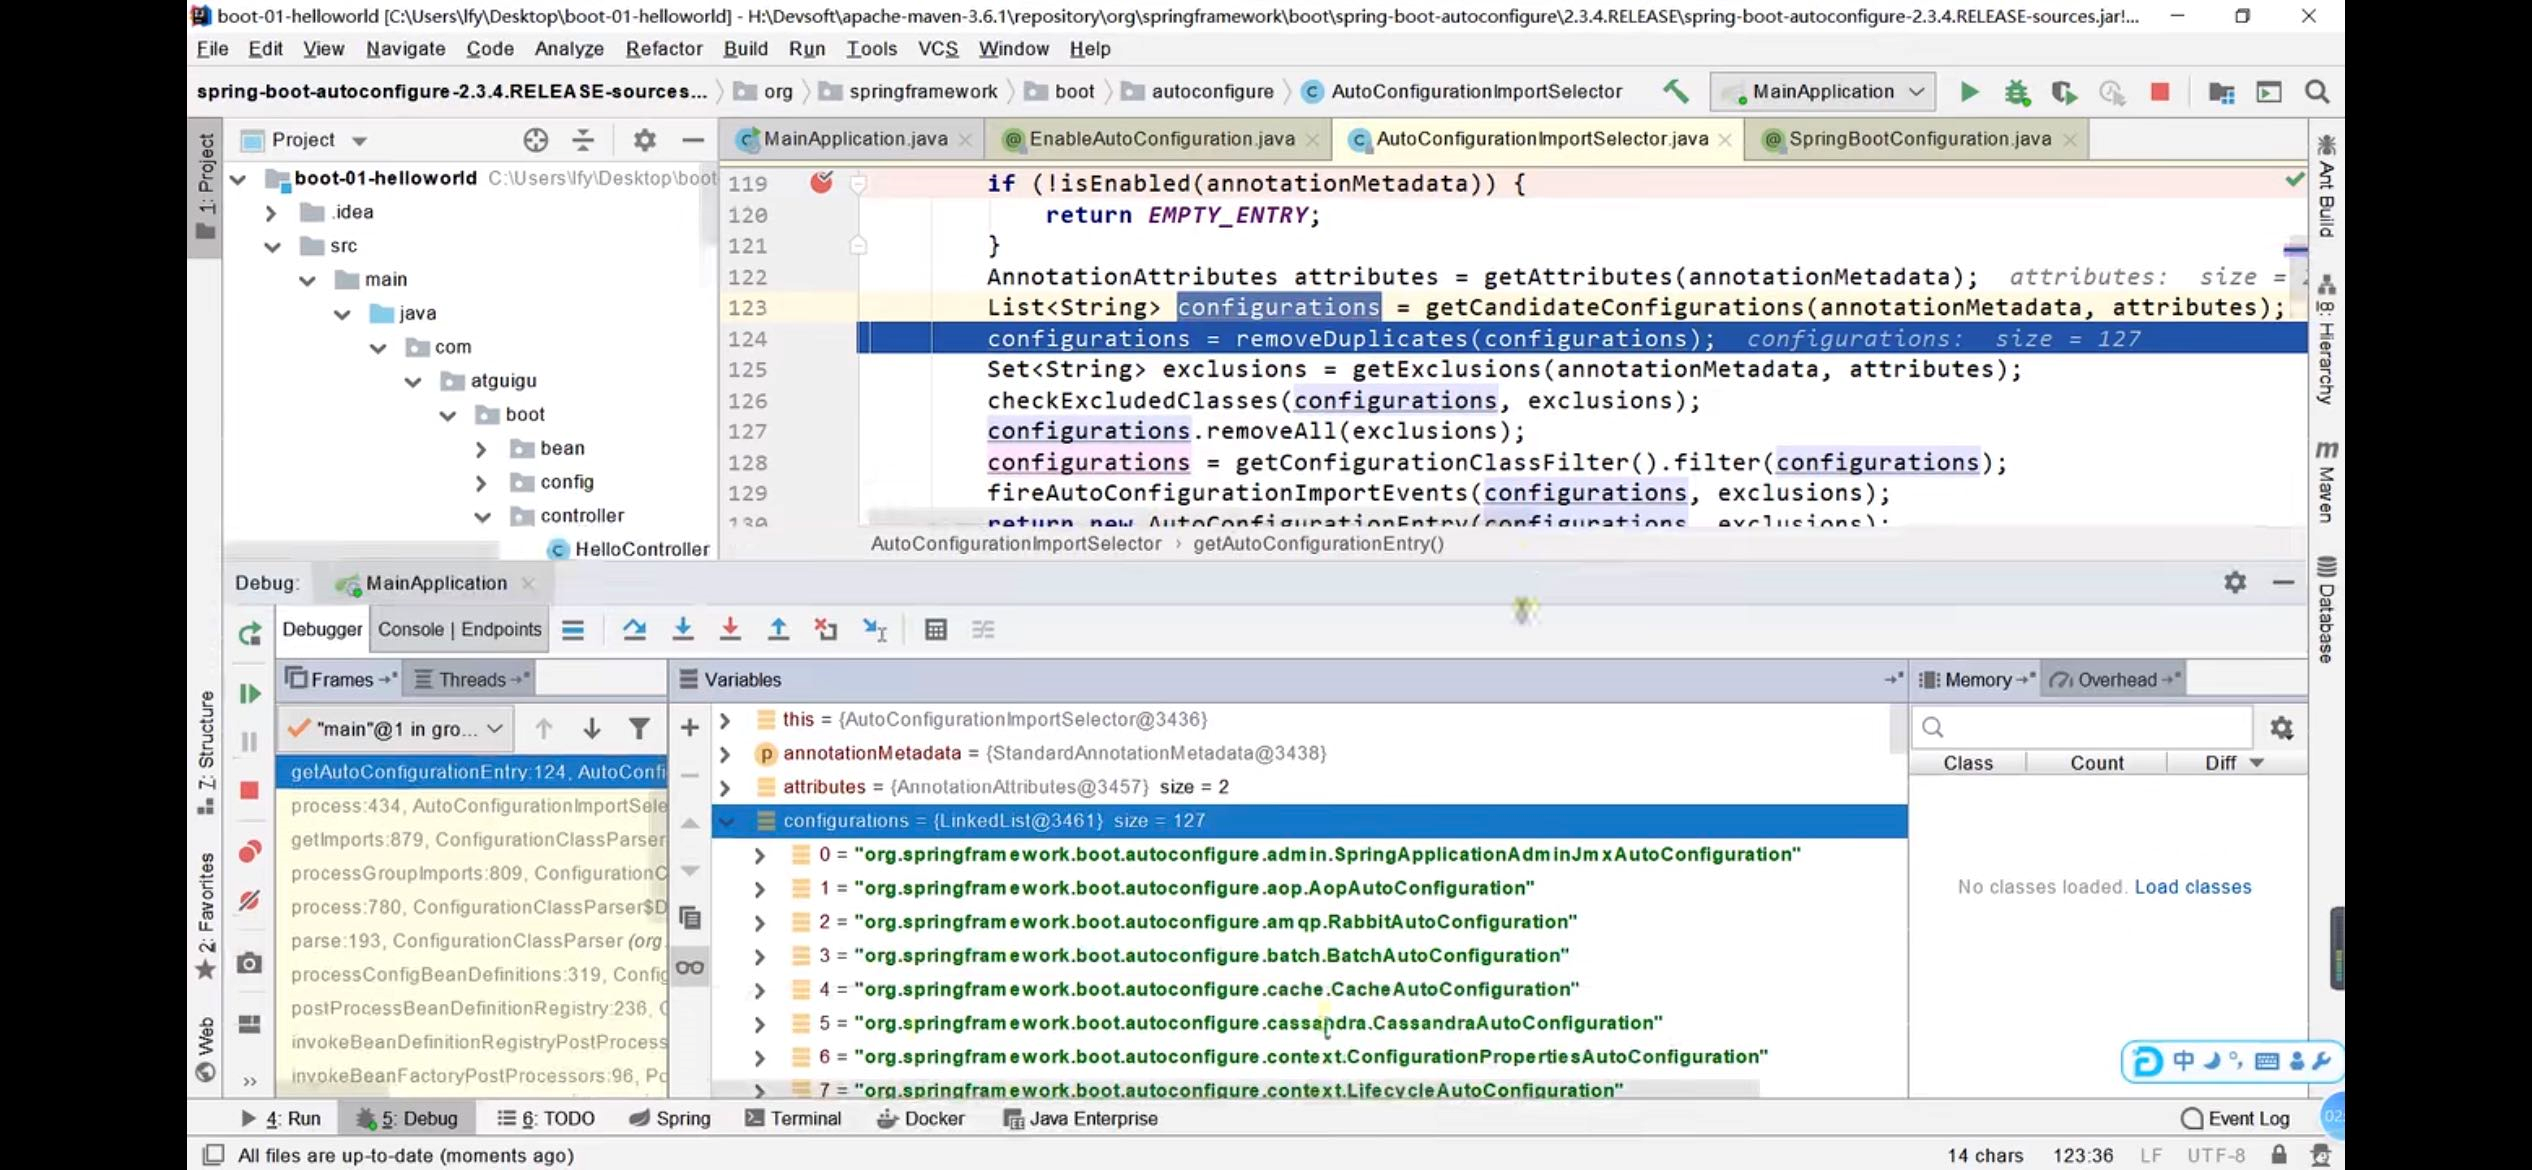 boot-01-helloworld [C:\Users\lfy\Desktop\boot-01-helloworld] - H:\Devsoft\apache-maven-3.6.1\repository\org\springframework\boot\spring-boot-autoconfigure\2.3.4.RELEASE\spring-boot-autoconfigure-2.3.4.RELEASE-sources.jar!...
File Edit View Navigate Code Analyze Refactor Build Run Tools VCS Window Help
spring-boot-autoconfigure-2.3.4.RELEASE-sources... org springframework boot autoconfigure AutoConfigurationImportSelector MainApplication
1: Project
Project
MainApplication.java EnableAutoConfiguration.java AutoConfigurationImportSelector.java SpringBootConfiguration.java
boot-01-helloworld C:\Users\lfy\Desktop\boot
.idea
src
main
java
com
atguigu
boot
bean
config
controller
HelloController
119 if (!isEnabled(annotationMetadata)) {
120 return EMPTY_ENTRY;
121 }
122 AnnotationAttributes attributes = getAttributes(annotationMetadata); attributes: size =
123 List<String> configurations = getCandidateConfigurations(annotationMetadata, attributes);
124 configurations = removeDuplicates(configurations); configurations: size = 127
125 Set<String> exclusions = getExclusions(annotationMetadata, attributes);
126 checkExcludedClasses(configurations, exclusions);
127 configurations.removeAll(exclusions);
128 configurations = getConfigurationClassFilter().filter(configurations);
129 fireAutoConfigurationImportEvents(configurations, exclusions);
130 return new AutoConfigurationEntry(configurations, exclusions);
AutoConfigurationImportSelector › getAutoConfigurationEntry()
Ant Build
8: Hierarchy
Maven
Database
Debug: MainApplication
Debugger Console | Endpoints
Frames Threads Variables Memory Overhead
"main"@1 in gro...
getAutoConfigurationEntry:124, AutoConfi
process:434, AutoConfigurationImportSele
getImports:879, ConfigurationClassParser
processGroupImports:809, ConfigurationC
process:780, ConfigurationClassParser$D
parse:193, ConfigurationClassParser (org
processConfigBeanDefinitions:319, Config
postProcessBeanDefinitionRegistry:236, C
invokeBeanDefinitionRegistryPostProcess
invokeBeanFactoryPostProcessors:96, Po
this = {AutoConfigurationImportSelector@3436}
annotationMetadata = {StandardAnnotationMetadata@3438}
attributes = {AnnotationAttributes@3457} size = 2
configurations = {LinkedList@3461} size = 127
0 = "org.springframework.boot.autoconfigure.admin.SpringApplicationAdminJmxAutoConfiguration"
1 = "org.springframework.boot.autoconfigure.aop.AopAutoConfiguration"
2 = "org.springframework.boot.autoconfigure.amqp.RabbitAutoConfiguration"
3 = "org.springframework.boot.autoconfigure.batch.BatchAutoConfiguration"
4 = "org.springframework.boot.autoconfigure.cache.CacheAutoConfiguration"
5 = "org.springframework.boot.autoconfigure.cassandra.CassandraAutoConfiguration"
6 = "org.springframework.boot.autoconfigure.context.ConfigurationPropertiesAutoConfiguration"
7 = "org.springframework.boot.autoconfigure.context.LifecycleAutoConfiguration"
Class Count Diff
No classes loaded. Load classes
Z: Structure
2: Favorites
Web
中
4: Run 5: Debug 6: TODO Spring Terminal Docker Java Enterprise Event Log
02:
All files are up-to-date (moments ago) 14 chars 123:36 LF UTF-8